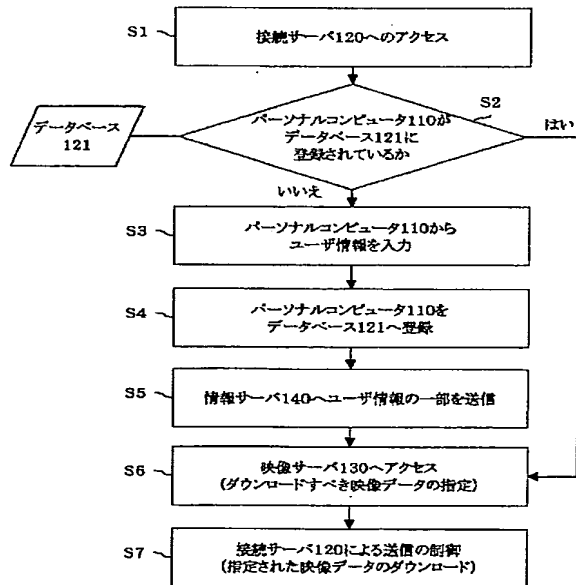 S1
接続サーバ120へのアクセス
S2
データベース
121
パーソナルコンピュータ110が
データベース121に
登録されているか
はい
いいえ
S3
パーソナルコンピュータ110から
ユーザ情報を入力
S4
パーソナルコンピュータ110を
データベース121へ登録
S5
情報サーバ140へユーザ情報の一部を送信
S6
映像サーバ130へアクセス
(ダウンロードすべき映像データの指定)
S7
接続サーバ120による送信の制御
(指定された映像データのダウンロード)